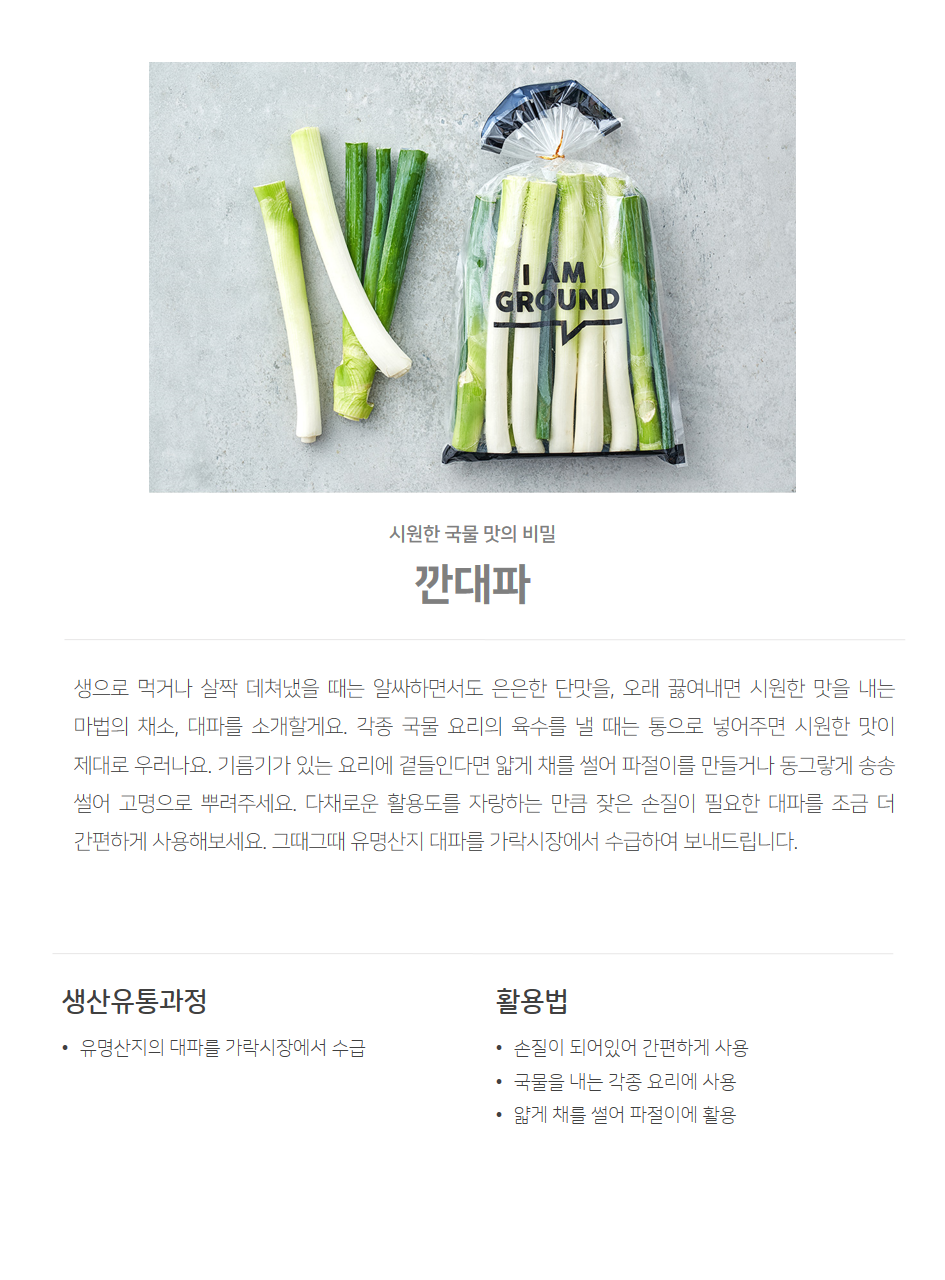 I AM
GROUND
시원한 국물 맛의 비밀
깐대파
생으로 먹거나 살짝 데쳐냈을 때는 알싸하면서도 은은한 단맛을, 오래 끓여내면 시원한 맛을 내는
마법의 채소, 대파를 소개할게요. 각종 국물 요리의 육수를 낼 때는 통으로 넣어주면 시원한 맛이
제대로 우러나요. 기름기가 있는 요리에 곁들인다면 얇게 채를 썰어 파절이를 만들거나 동그랗게 송송
썰어 고명으로 뿌려주세요. 다채로운 활용도를 자랑하는 만큼 잦은 손질이 필요한 대파를 조금 더
간편하게 사용해보세요. 그때그때 유명산지 대파를 가락시장에서 수급하여 보내드립니다.
생산유통과정
• 유명산지의 대파를 가락시장에서 수급
활용법
• 손질이 되어있어 간편하게 사용
• 국물을 내는 각종 요리에 사용
• 얇게 채를 썰어 파절이에 활용